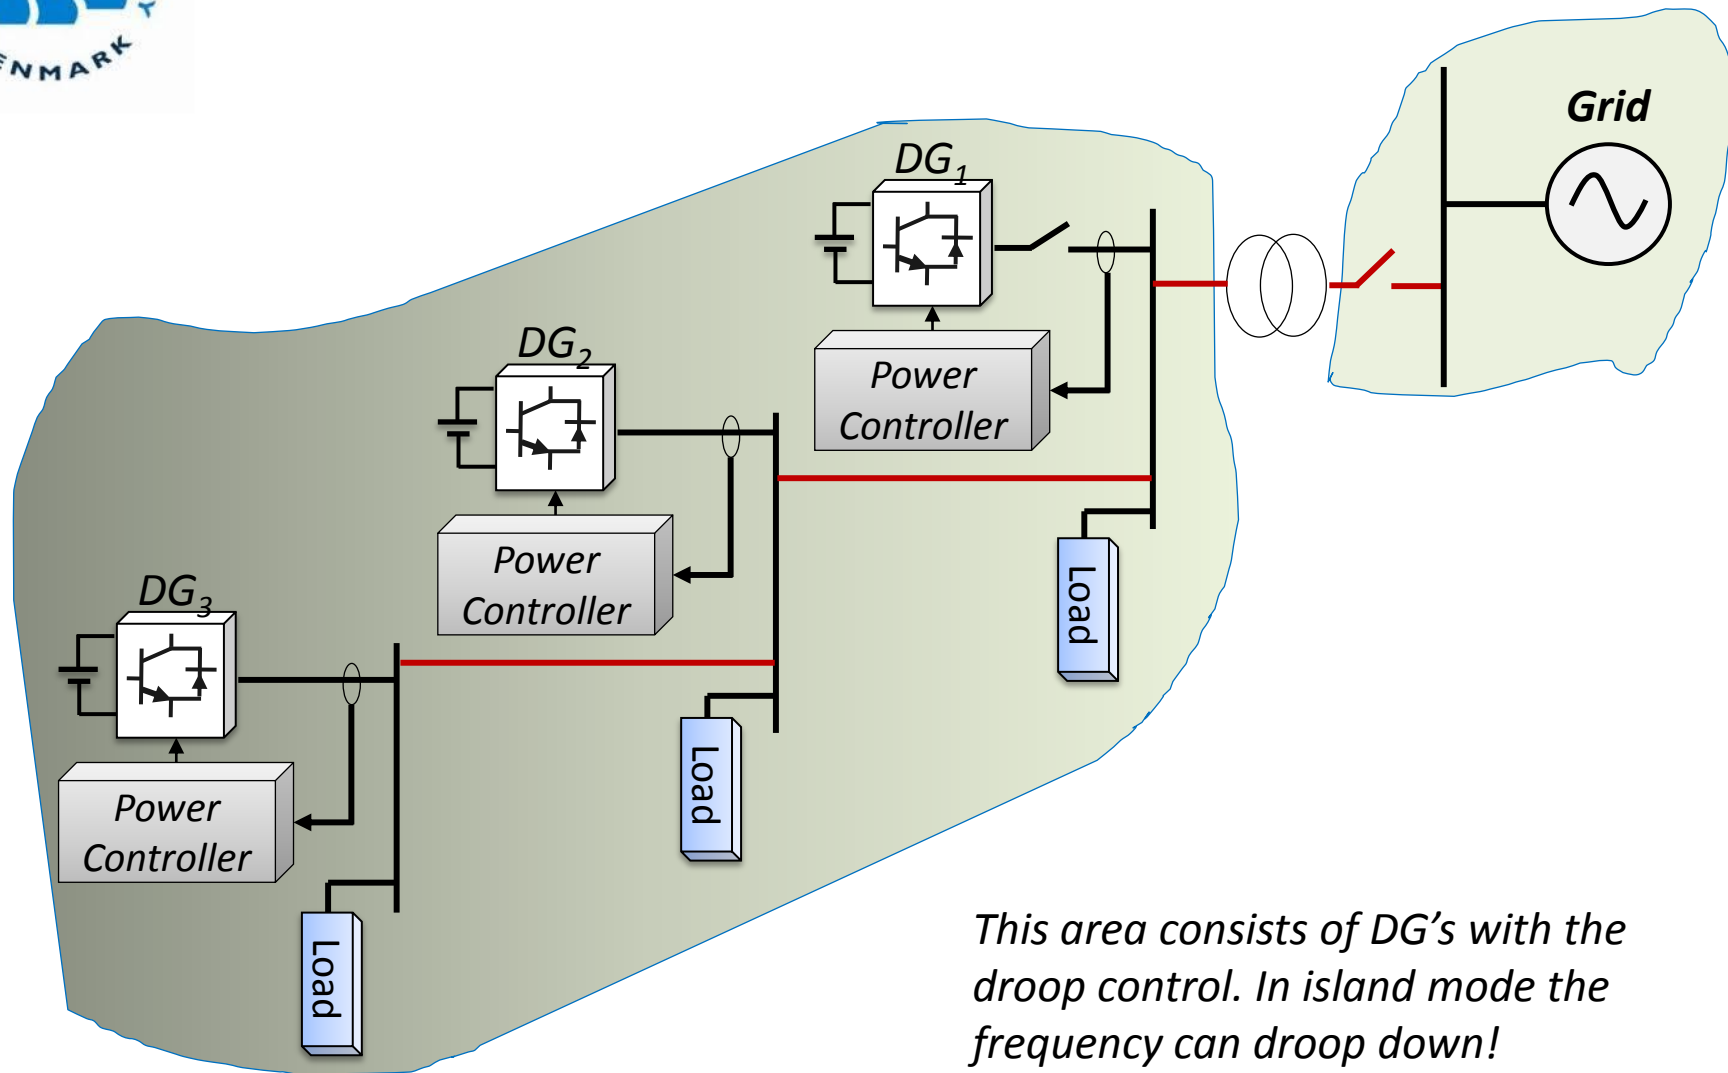 Grid
DG1
Power
Controller
DG2
Power
Controller
Load
DG3
Load
Power
Controller
Load
This area consists of DG's with the
droop control. In island mode the
frequency can droop down!